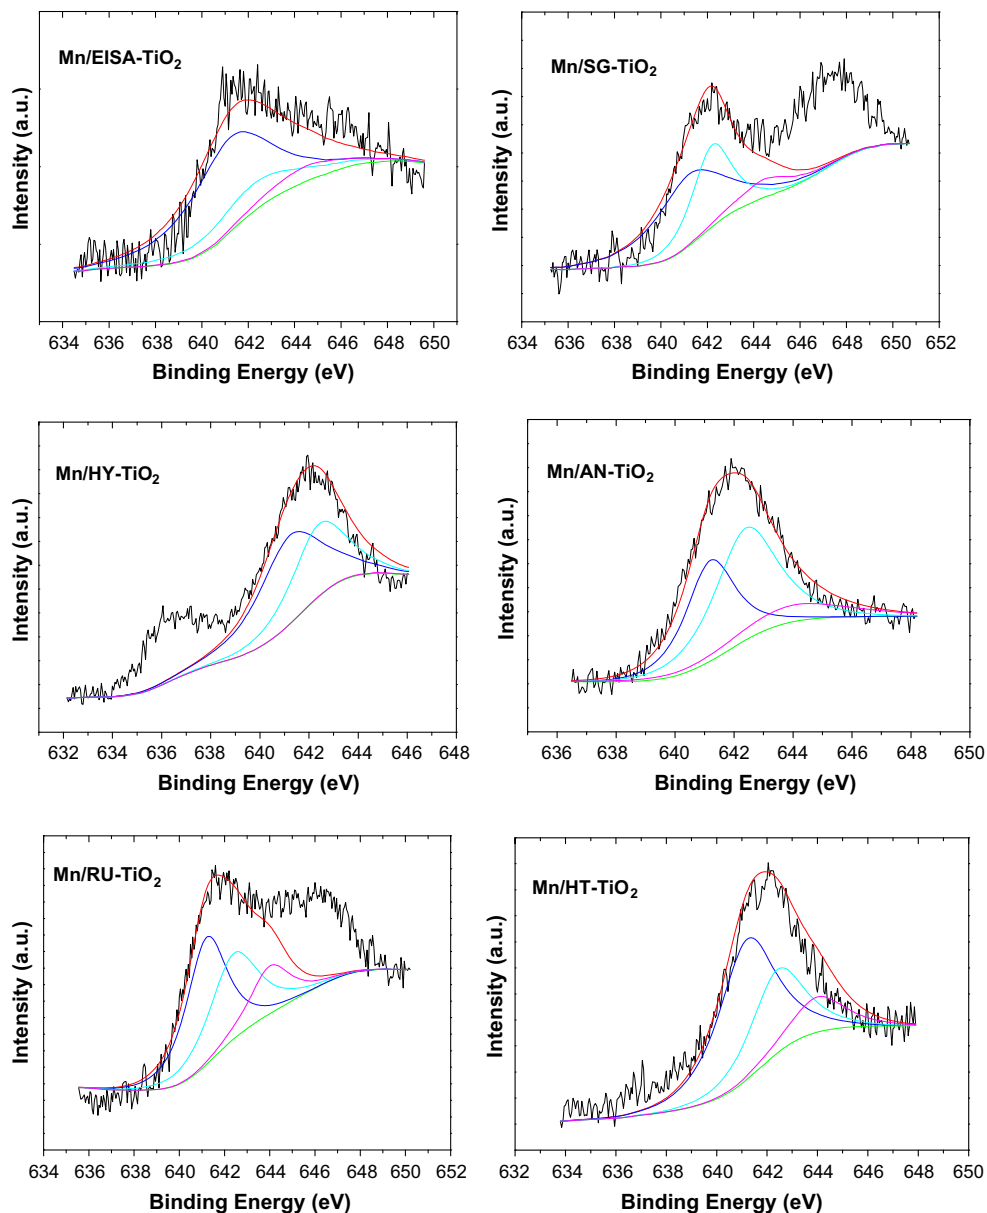 Mn/EISA-TiO₂
Intensity (a.u.)
634 636 638 640 642 644 646 648 650
Binding Energy (eV)
Mn/SG-TiO₂
Intensity (a.u.)
634 636 638 640 642 644 646 648 650 652
Binding Energy (eV)
Mn/HY-TiO₂
Intensity (a.u.)
632 634 636 638 640 642 644 646 648
Binding Energy (eV)
Mn/AN-TiO₂
Intensity (a.u.)
636 638 640 642 644 646 648 650
Binding Energy (eV)
Mn/RU-TiO₂
Intensity (a.u.)
634 636 638 640 642 644 646 648 650 652
Binding Energy (eV)
Mn/HT-TiO₂
Intensity (a.u.)
632 634 636 638 640 642 644 646 648 650
Binding Energy (eV)